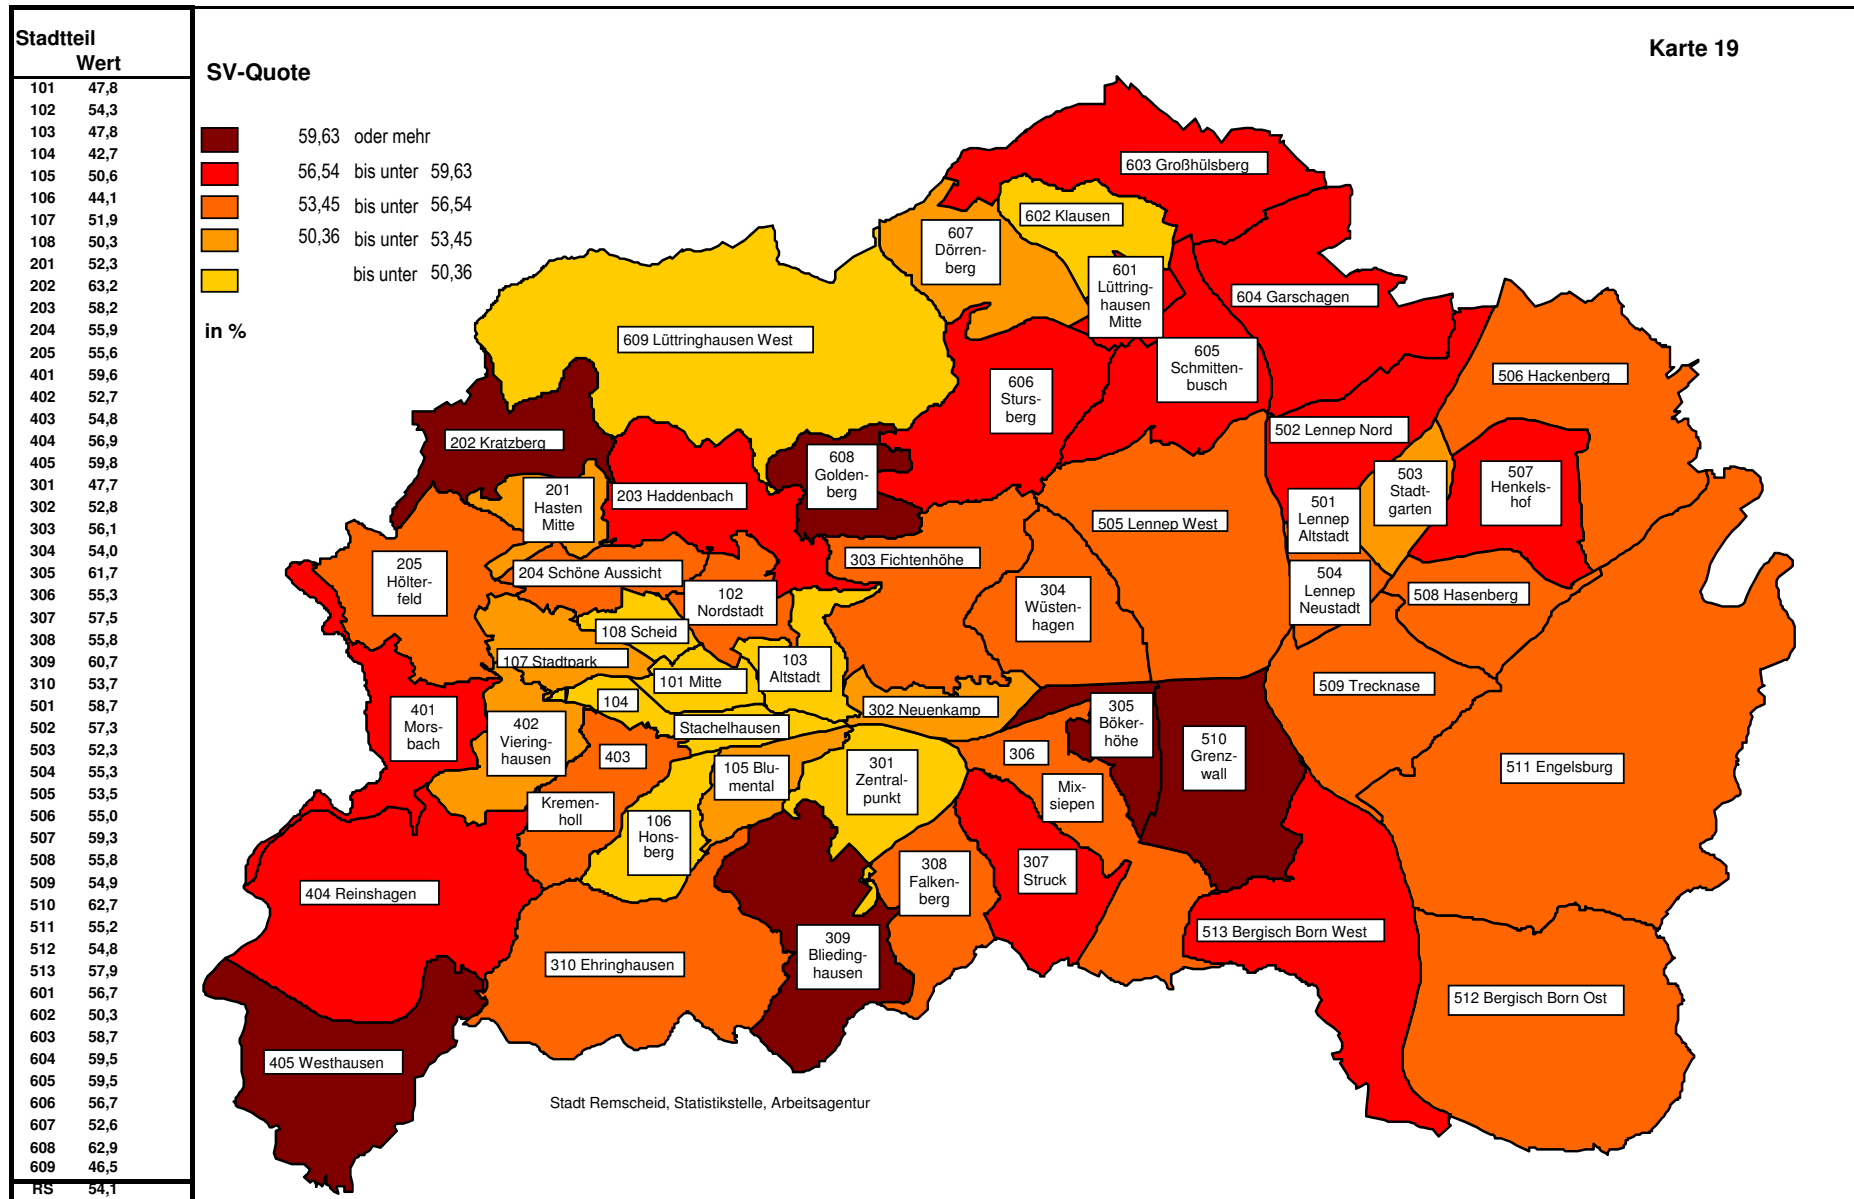 Stadtteil
Wert
101 47,8
102 54,3
103 47,8
104 42,7
105 50,6
106 44,1
107 51,9
108 50,3
201 52,3
202 63,2
203 58,2
204 55,9
205 55,6
401 59,6
402 52,7
403 54,8
404 56,9
405 59,8
301 47,7
302 52,8
303 56,1
304 54,0
305 61,7
306 55,3
307 57,5
308 55,8
309 60,7
310 53,7
501 58,7
502 57,3
503 52,3
504 55,3
505 53,5
506 55,0
507 59,3
508 55,8
509 54,9
510 62,7
511 55,2
512 54,8
513 57,9
601 56,7
602 50,3
603 58,7
604 59,5
605 59,5
606 56,7
607 52,6
608 62,9
609 46,5
RS 54,1
Karte 19
SV-Quote
59,63 oder mehr
56,54 bis unter 59,63
53,45 bis unter 56,54
50,36 bis unter 53,45
bis unter 50,36
in %
603 Großhülsberg
602 Klausen
607
Dörren-
berg
601
Lüttring-
hausen
Mitte
604 Garschagen
609 Lüttringhausen West
605
Schmitten-
busch
606
Sturs-
berg
506 Hackenberg
502 Lennep Nord
202 Kratzberg
608
Golden-
berg
503
Stadt-
garten
507
Henkels-
hof
201
Hasten
Mitte
203 Haddenbach
501
Lennep
Altstadt
505 Lennep West
303 Fichtenhöhe
205
Hölter-
feld
204 Schöne Aussicht
102
Nordstadt
304
Wüsten-
hagen
504
Lennep
Neustadt
508 Hasenberg
108 Scheid
107 Stadtpark
103
Altstadt
101 Mitte
509 Trecknase
104
401
Mors-
bach
402
Viering-
hausen
Stachelhausen
302 Neuenkamp
305
Böker-
höhe
510
Grenz-
wall
403
105 Blu-
mental
301
Zentral-
punkt
306
511 Engelsburg
Mix-
siepen
Kremen-
holl
106
Hons-
berg
308
Falken-
berg
307
Struck
404 Reinshagen
513 Bergisch Born West
309
Blieding-
hausen
310 Ehringhausen
512 Bergisch Born Ost
405 Westhausen
Stadt Remscheid, Statistikstelle, Arbeitsagentur